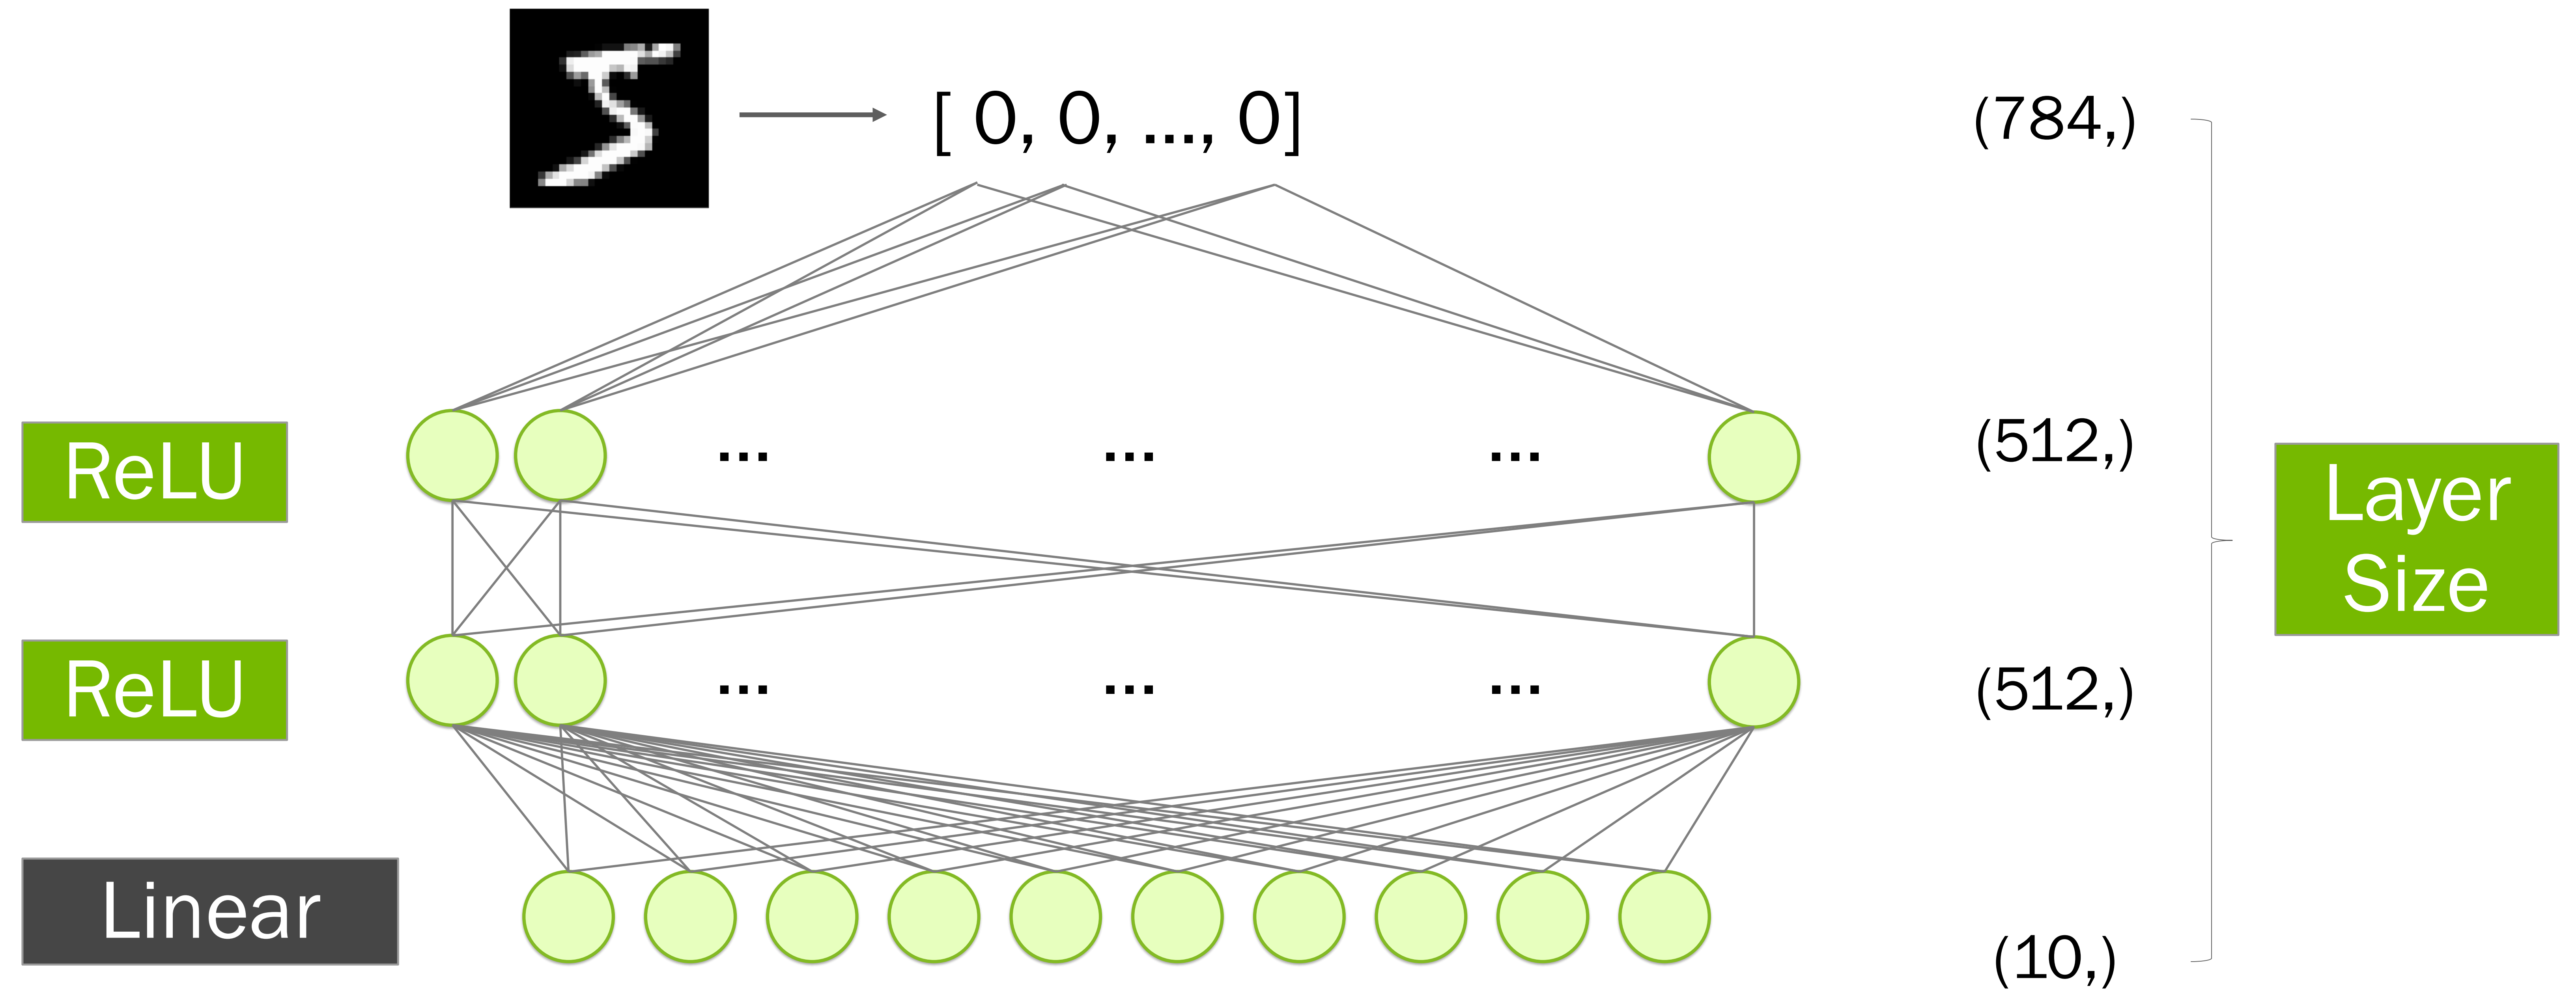 [ 0, 0, ..., 0]
(784,)
ReLU
... ... ...
(512,)
Layer
Size
ReLU
... ... ...
(512,)
Linear
(10,)